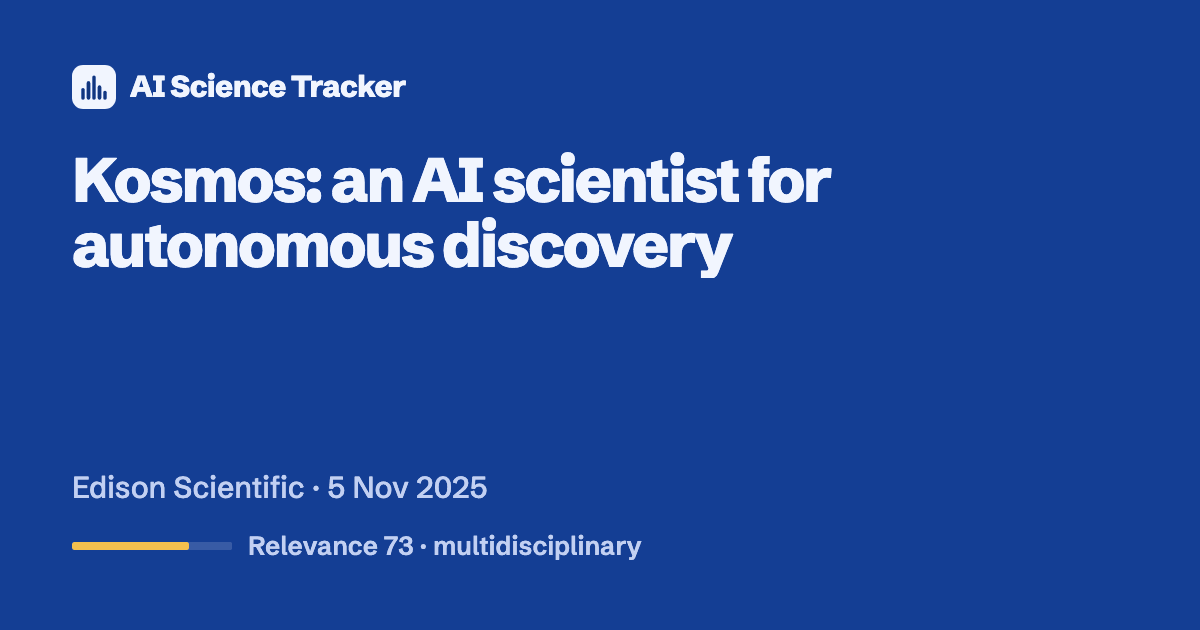 AI Science Tracker
Kosmos: an AI scientist for
autonomous discovery
Edison Scientific · 5 Nov 2025
Relevance 73 · multidisciplinary